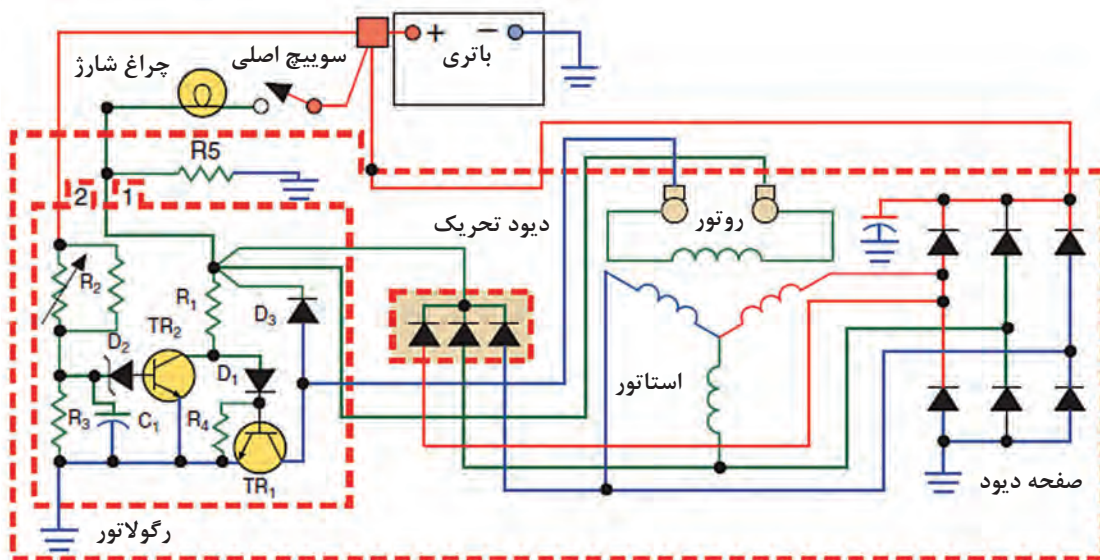 + −
باتری
سوییچ اصلی
چراغ شارژ
R5
2 1
روتور
دیود تحریک
R2
R1
TR2
D3
D2
D1
استاتور
R3
C1
R4
TR1
صفحه دیود
رگولاتور